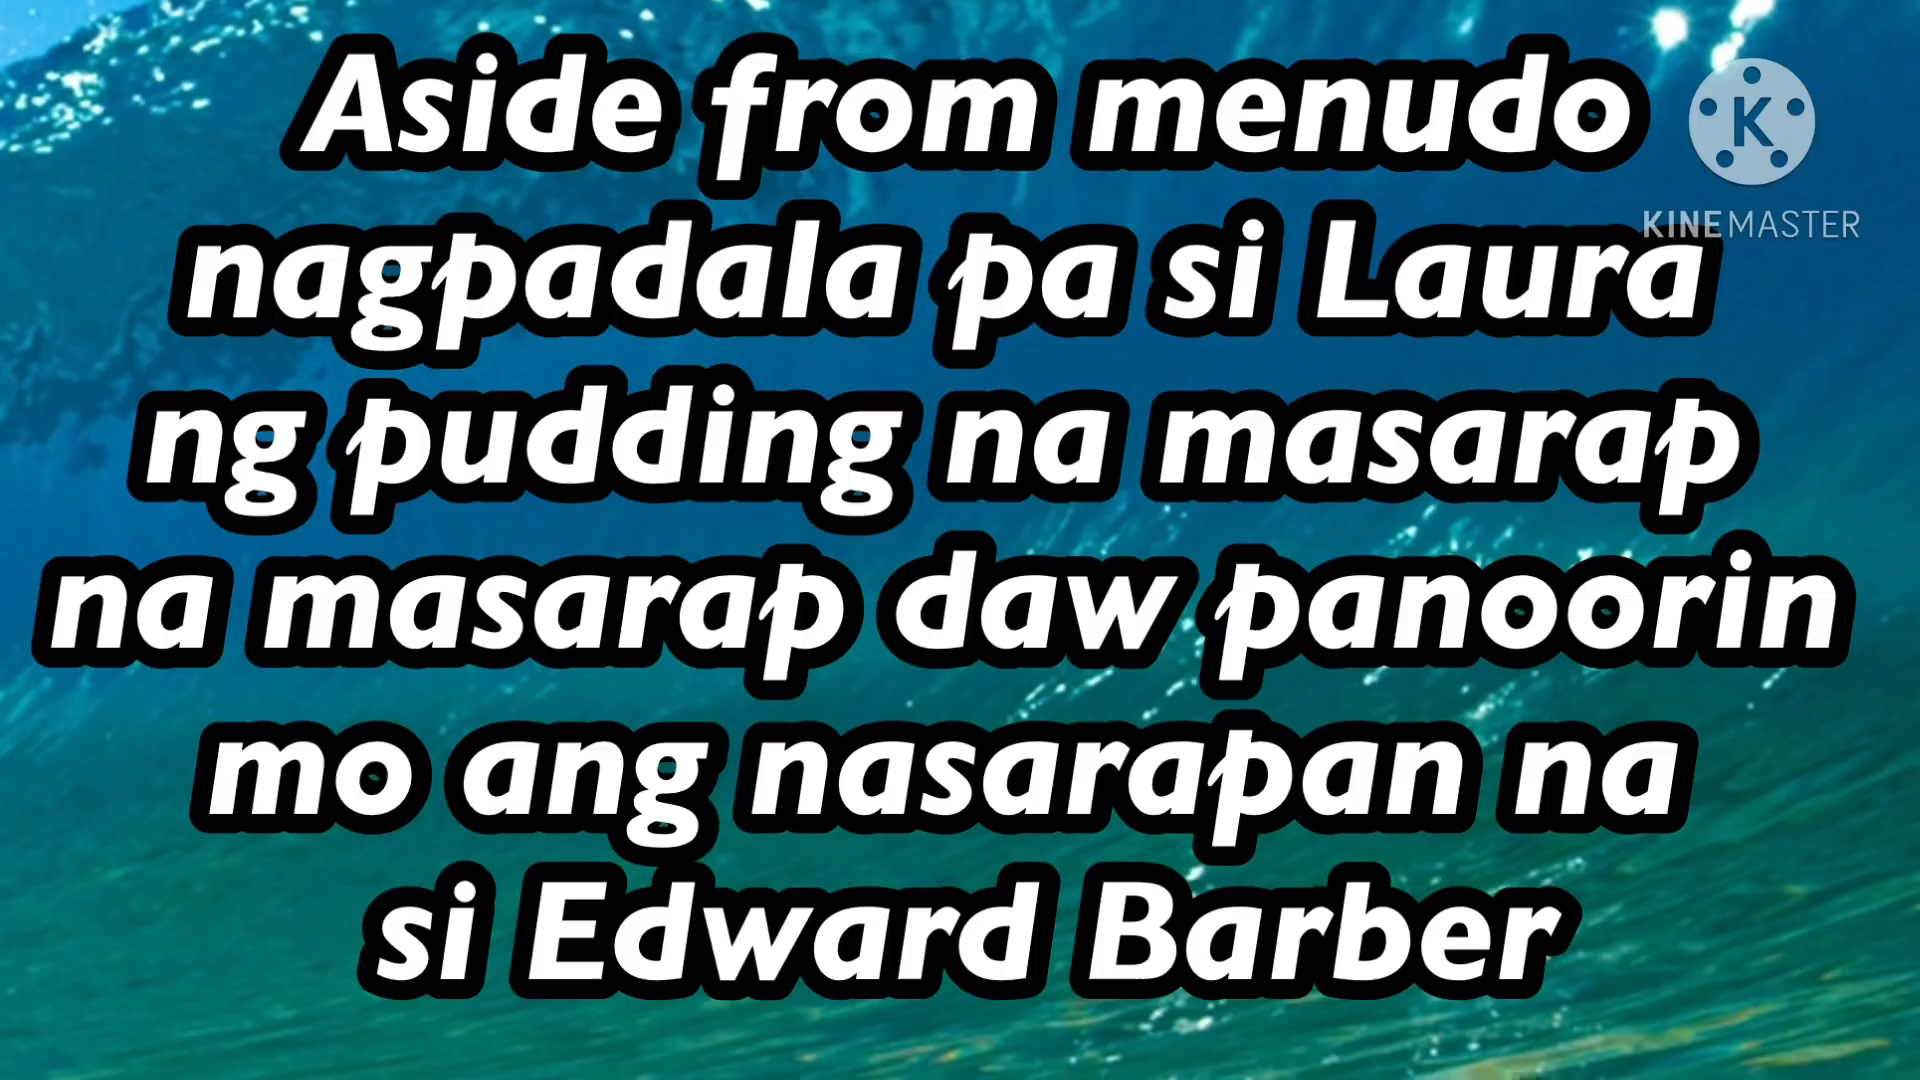 Aside from menudo
K
KINEMASTER
nagpadala pa si Laura
ng pudding na masarap
na masarap daw panoorin
mo ang nasarapan na
si Edward Barber